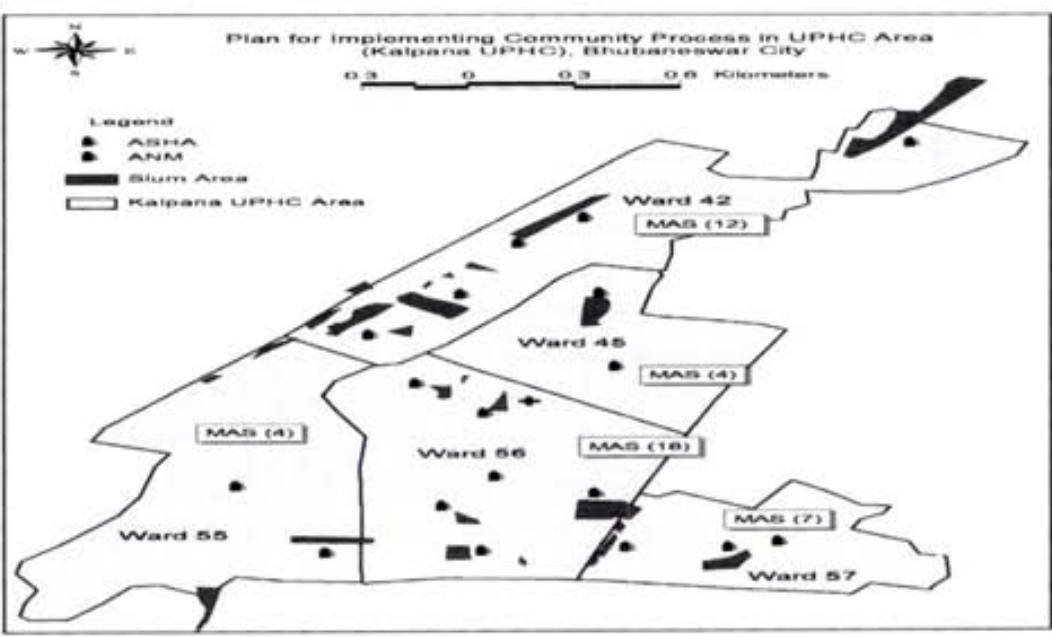 N
W E
S
Plan for Implementing Community Process in UPHC Area
(Kalpana UPHC), Bhubaneswar City
0.3 0 0.3 0.6 Kilometers
Legend
ASHA
ANM
Slum Area
Kalpana UPHC Area
Ward 42
MAS (12)
Ward 45
MAS (4)
MAS (4)
Ward 56
MAS (18)
Ward 55
MAS (7)
Ward 57